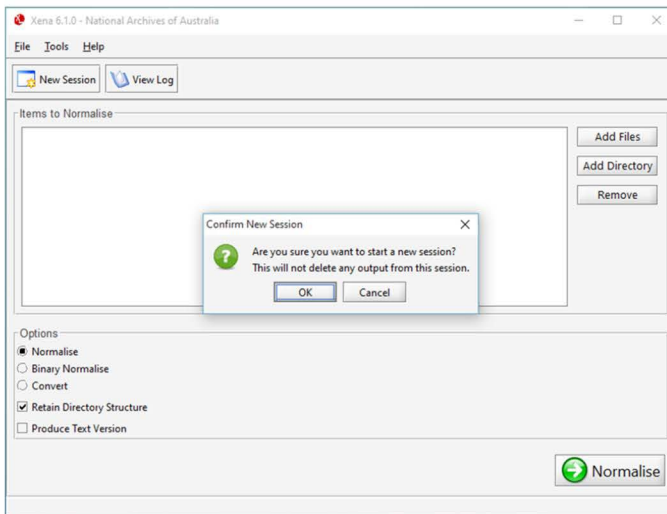 Xena 6.1.0 - National Archives of Australia
File Tools Help
New Session View Log
Items to Normalise
Add Files
Add Directory
Remove
Confirm New Session
Are you sure you want to start a new session?
This will not delete any output from this session.
OK Cancel
Options
Normalise
Binary Normalise
Convert
Retain Directory Structure
Produce Text Version
Normalise